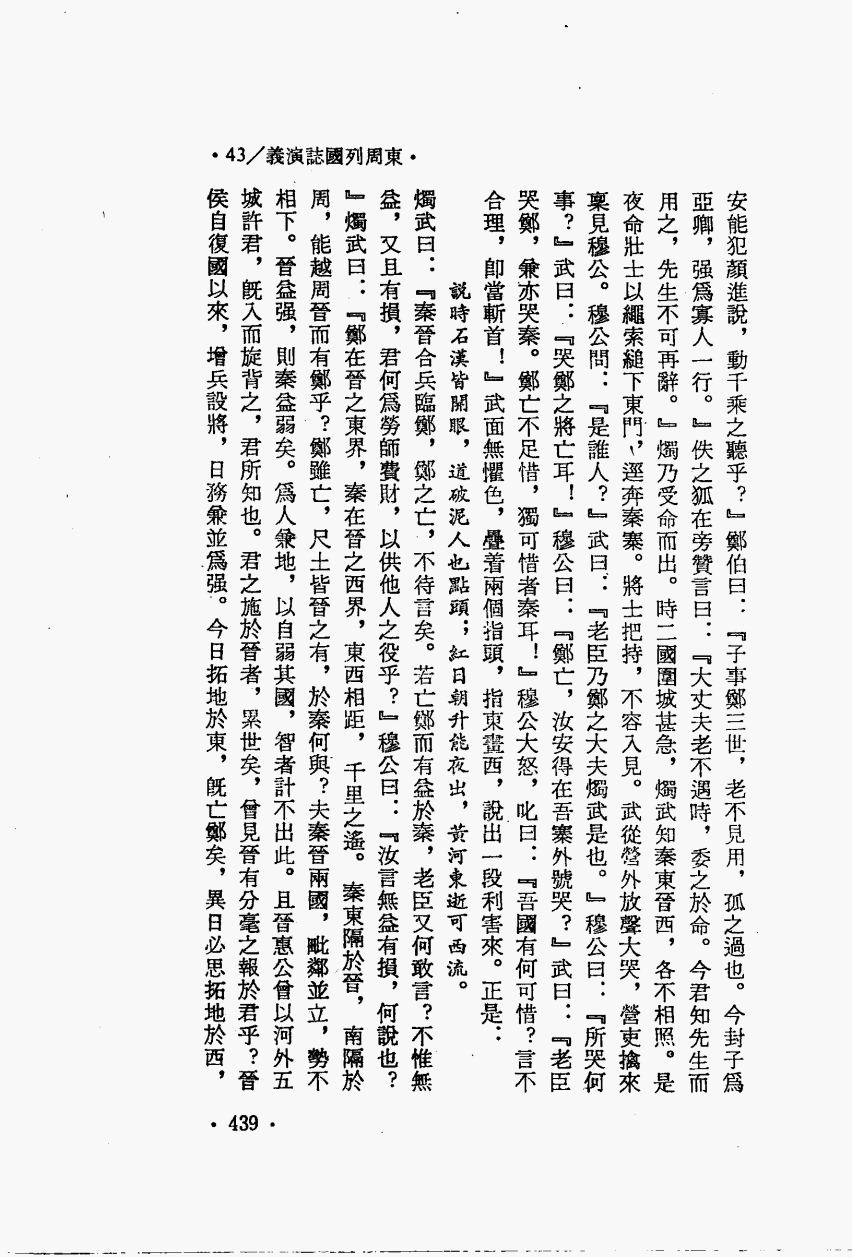 •43／義演誌國列周東•
安能犯顏進說，動千乘之聽乎？』鄭伯曰：『子事鄭三世，老不見用，孤之過也。今封子爲
亞卿，强爲寡人一行。』佚之狐在旁贊言曰：『大丈夫老不遇時，委之於命。今君知先生而
用之，先生不可再辭。』燭乃受命而出。時二國圍城甚急，燭武知秦東晉西，各不相照。是
夜命壯士以繩索縋下東門，逕奔秦寨。將士把持，不容入見。武從營外放聲大哭，營吏擒來
稟見穆公。穆公問：『是誰人？』武曰：『老臣乃鄭之大夫燭武是也。』穆公曰：『所哭何
事？』武曰：『哭鄭之將亡耳！』穆公曰：『鄭亡，汝安得在吾寨外號哭？』武曰：『老臣
哭鄭，兼亦哭秦。鄭亡不足惜，獨可惜者秦耳！』穆公大怒，叱曰：『吾國有何可惜？言不
合理，卽當斬首！』武面無懼色，疊着兩個指頭，指東畫西，說出一段利害來。正是：
說時石漢皆開眼，道破泥人也點頭；紅日朝升能夜出，黃河東逝可西流。
燭武曰：『秦晉合兵臨鄭，鄭之亡，不待言矣。若亡鄭而有益於秦，老臣又何敢言？不惟無
益，又且有損，君何爲勞師費財，以供他人之役乎？』穆公曰：『汝言無益有損，何說也？
』燭武曰：『鄭在晉之東界，秦在晉之西界，東西相距，千里之遙。秦東隔於晉，南隔於
周，能越周晉而有鄭乎？鄭雖亡，尺土皆晉之有，於秦何與？夫秦晉兩國，毗鄰並立，勢不
相下。晉益强，則秦益弱矣。爲人兼地，以自弱其國，智者計不出此。且晉惠公曾以河外五
城許君，旣入而旋背之，君所知也。君之施於晉者，累世矣，曾見晉有分毫之報於君乎？晉
侯自復國以來，增兵設將，日務兼並爲强。今日拓地於東，旣亡鄭矣，異日必思拓地於西，
•439•